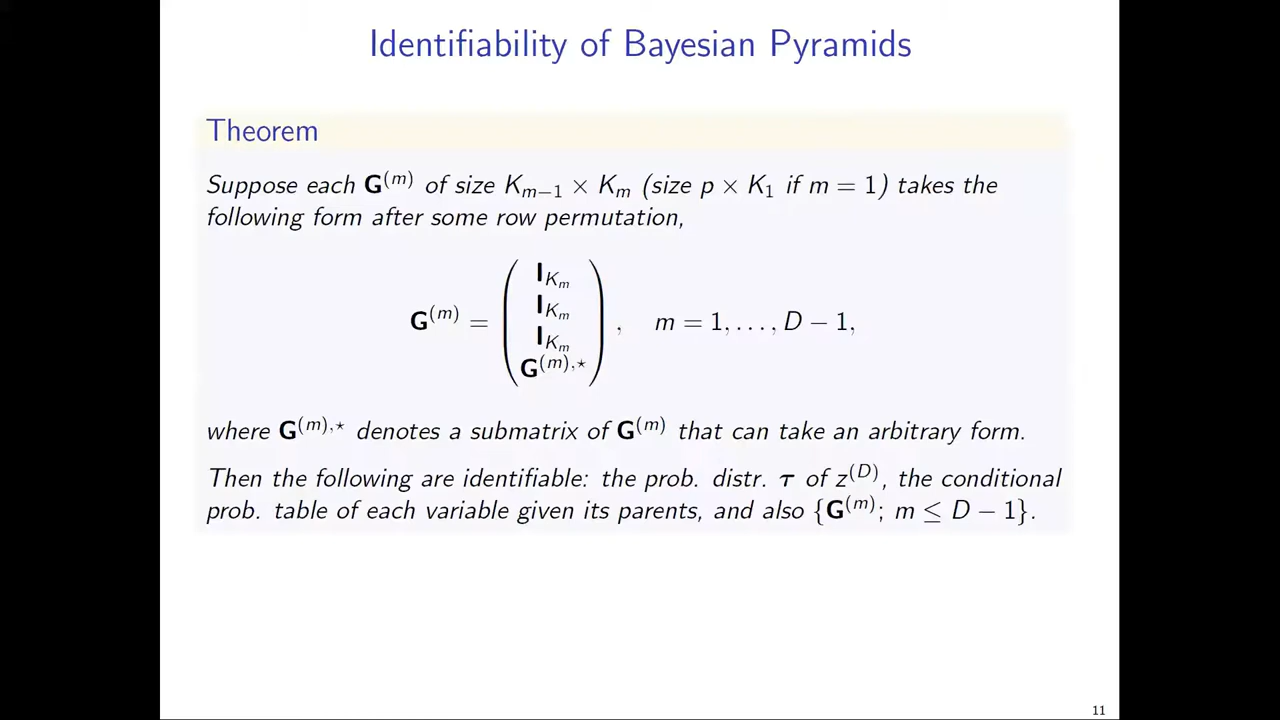 Identifiability of Bayesian Pyramids
Theorem
Suppose each G^(m) of size K_{m−1} × K_m (size p × K_1 if m = 1) takes the
following form after some row permutation,
G^(m) = ( I_{K_m} I_{K_m} I_{K_m} G^{(m),⋆} ), m = 1, . . . , D − 1,
where G^{(m),⋆} denotes a submatrix of G^(m) that can take an arbitrary form.
Then the following are identifiable: the prob. distr. τ of z^(D), the conditional
prob. table of each variable given its parents, and also {G^(m); m ≤ D − 1}.
11